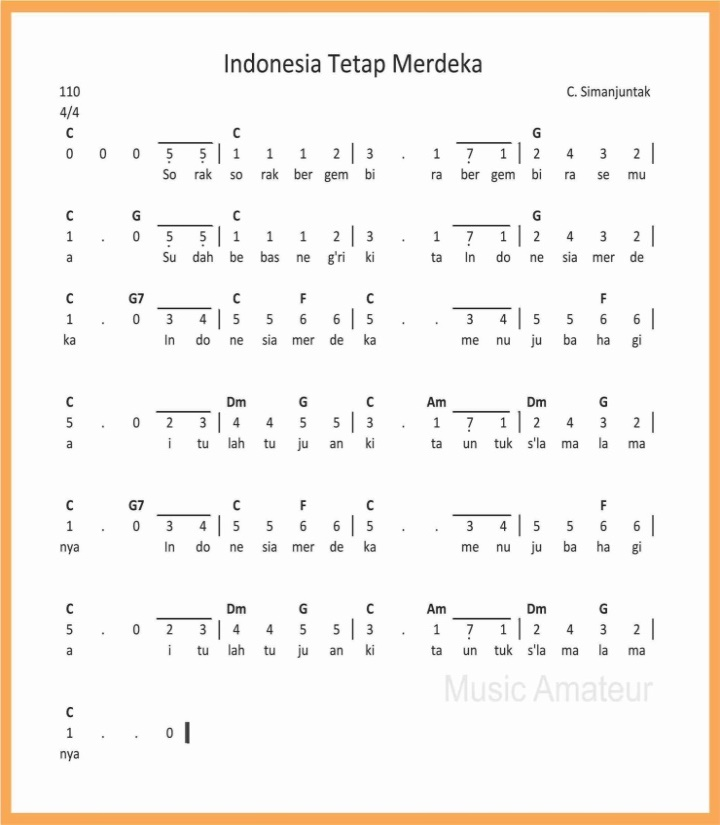 Indonesia Tetap Merdeka
110 C. Simanjuntak
4/4
C C G
0 0 0 5̣ 5̣ | 1 1 1 2 | 3 . 1 7̣ 1 | 2 4 3 2 |
So rak so rak ber gem bi ra ber gem bi ra se mu
C G C G
1 . 0 5̣ 5̣ | 1 1 1 2 | 3 . 1 7̣ 1 | 2 4 3 2 |
a Su dah be bas ne g'ri ki ta In do ne sia mer de
C G7 C F C F
1 . 0 3 4 | 5 5 6 6 | 5 . . 3 4 | 5 5 6 6 |
ka In do ne sia mer de ka me nu ju ba ha gi
C Dm G C Am Dm G
5 . 0 2 3 | 4 4 5 5 | 3 . 1 7̣ 1 | 2 4 3 2 |
a i tu lah tu ju an ki ta un tuk s'la ma la ma
C G7 C F C F
1 . 0 3 4 | 5 5 6 6 | 5 . . 3 4 | 5 5 6 6 |
nya In do ne sia mer de ka me nu ju ba ha gi
C Dm G C Am Dm G
5 . 0 2 3 | 4 4 5 5 | 3 . 1 7̣ 1 | 2 4 3 2 |
a i tu lah tu ju an ki ta un tuk s'la ma la ma
Music Amateur
C
1 . . 0 |
nya